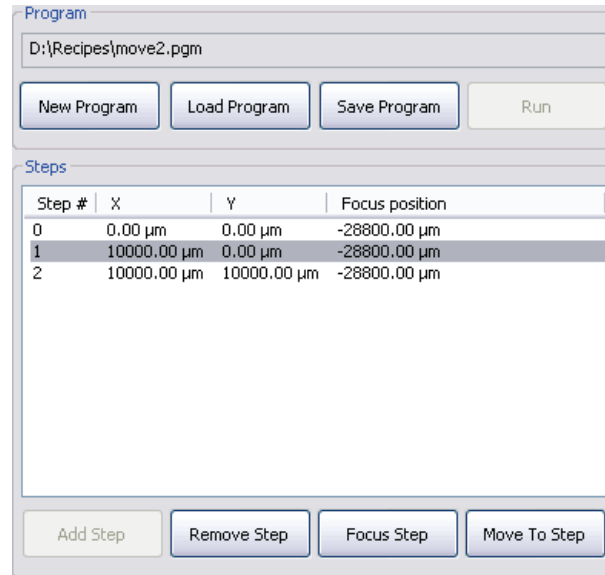 Program
D:\Recipes\move2.pgm
New Program Load Program Save Program Run
Steps
Step # X Y Focus position
0 0.00 µm 0.00 µm -28800.00 µm
1 10000.00 µm 0.00 µm -28800.00 µm
2 10000.00 µm 10000.00 µm -28800.00 µm
Add Step Remove Step Focus Step Move To Step